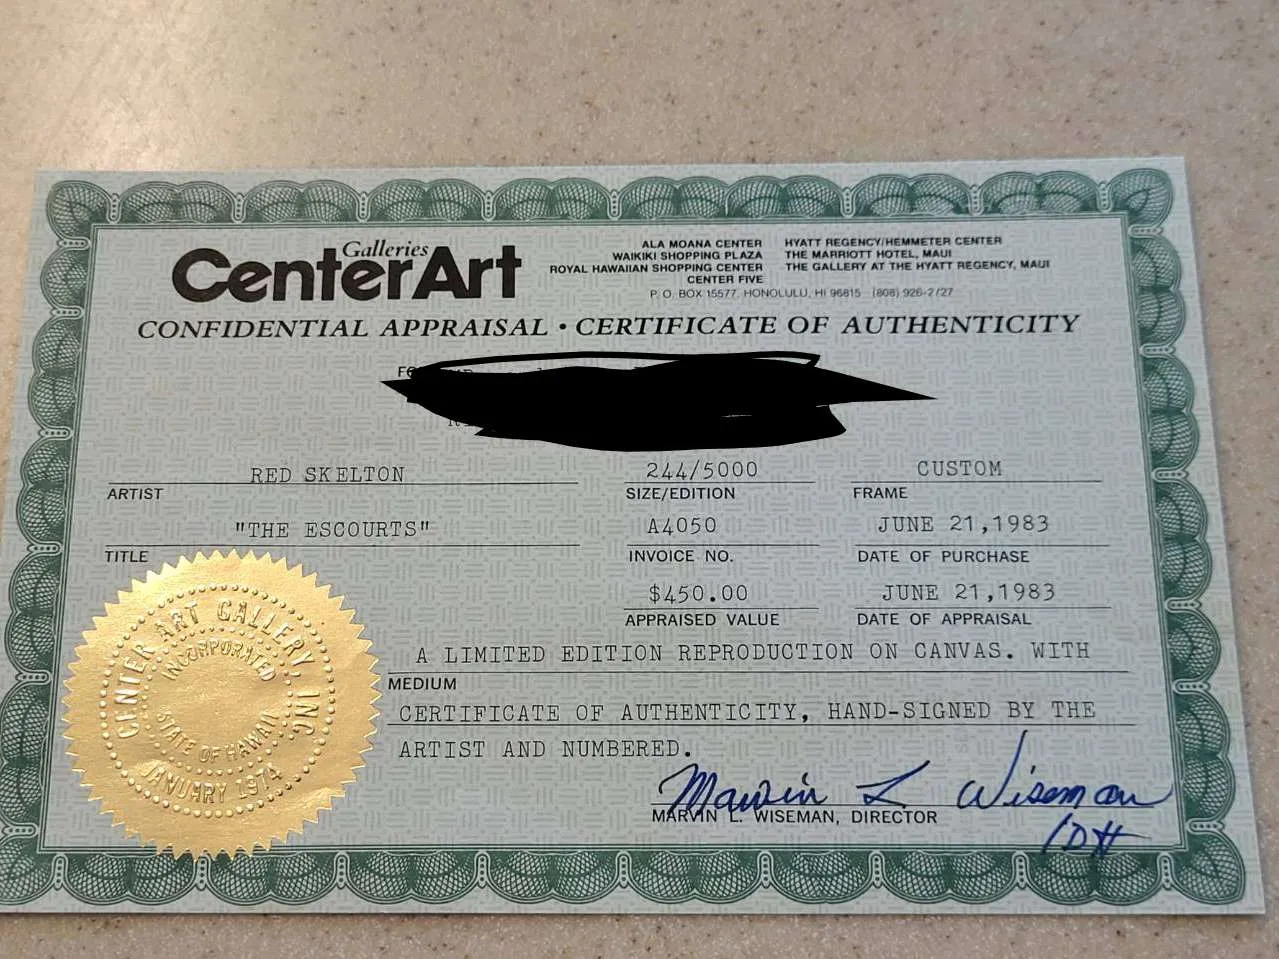 Galleries
CenterArt
ALA MOANA CENTER
WAIKIKI SHOPPING PLAZA
ROYAL HAWAIIAN SHOPPING CENTER
CENTER FIVE
HYATT REGENCY/HEMMETER CENTER
THE MARRIOTT HOTEL, MAUI
THE GALLERY AT THE HYATT REGENCY, MAUI
P. O. BOX 15577, HONOLULU, HI 96815 (808) 926-2727
CONFIDENTIAL APPRAISAL • CERTIFICATE OF AUTHENTICITY
RED SKELTON 244/5000 CUSTOM
ARTIST SIZE/EDITION FRAME
"THE ESCOURTS" A4050 JUNE 21,1983
TITLE INVOICE NO. DATE OF PURCHASE
$450.00 JUNE 21,1983
APPRAISED VALUE DATE OF APPRAISAL
A LIMITED EDITION REPRODUCTION ON CANVAS. WITH
MEDIUM
CERTIFICATE OF AUTHENTICITY, HAND-SIGNED BY THE
ARTIST AND NUMBERED.
Marvin L Wiseman
MARVIN L. WISEMAN, DIRECTOR
CENTER ART GALLERY, INC.
INCORPORATED
STATE OF HAWAII
JANUARY 1974